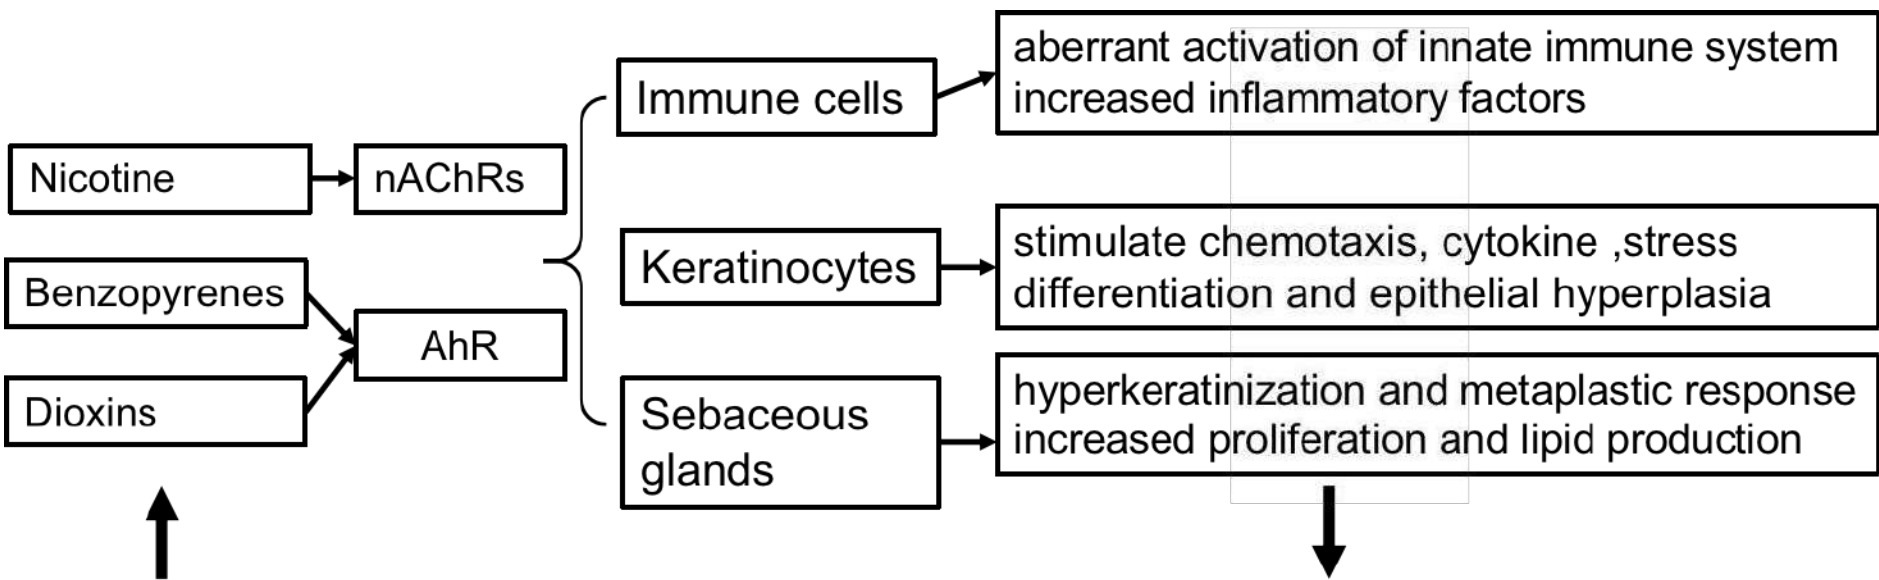 Nicotine
nAChRs
Benzopyrenes
AhR
Dioxins
Immune cells
aberrant activation of innate immune system
increased inflammatory factors
Keratinocytes
stimulate chemotaxis, cytokine ,stress
differentiation and epithelial hyperplasia
Sebaceous
glands
hyperkeratinization and metaplastic response
increased proliferation and lipid production